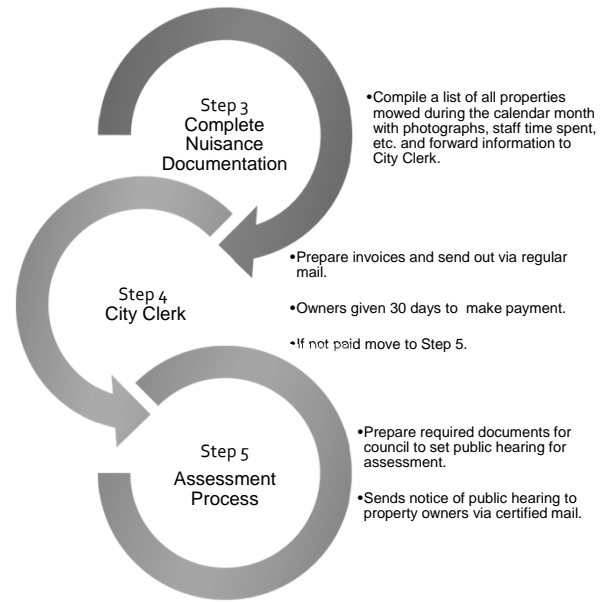 Step 3
Complete
Nuisance
Documentation
•Compile a list of all properties
mowed during the calendar month
with photographs, staff time spent,
etc. and forward information to
City Clerk.
Step 4
City Clerk
•Prepare invoices and send out via regular
mail.
•Owners given 30 days to make payment.
•If not paid move to Step 5.
Step 5
Assessment
Process
•Prepare required documents for
council to set public hearing for
assessment.
•Sends notice of public hearing to
property owners via certified mail.